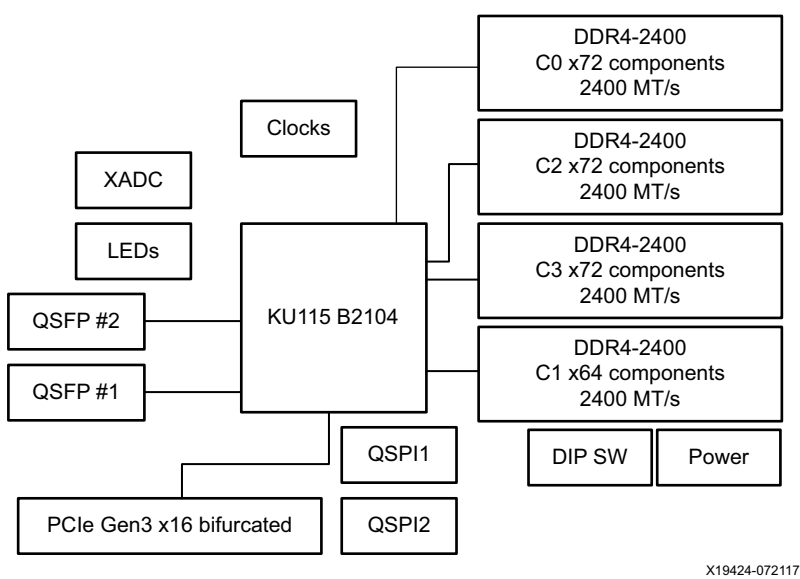 DDR4-2400
C0 x72 components
2400 MT/s
Clocks
DDR4-2400
C2 x72 components
2400 MT/s
XADC
LEDs
DDR4-2400
C3 x72 components
2400 MT/s
KU115 B2104
QSFP #2
DDR4-2400
C1 x64 components
2400 MT/s
QSFP #1
QSPI1
DIP SW
Power
PCIe Gen3 x16 bifurcated
QSPI2
X19424-072117